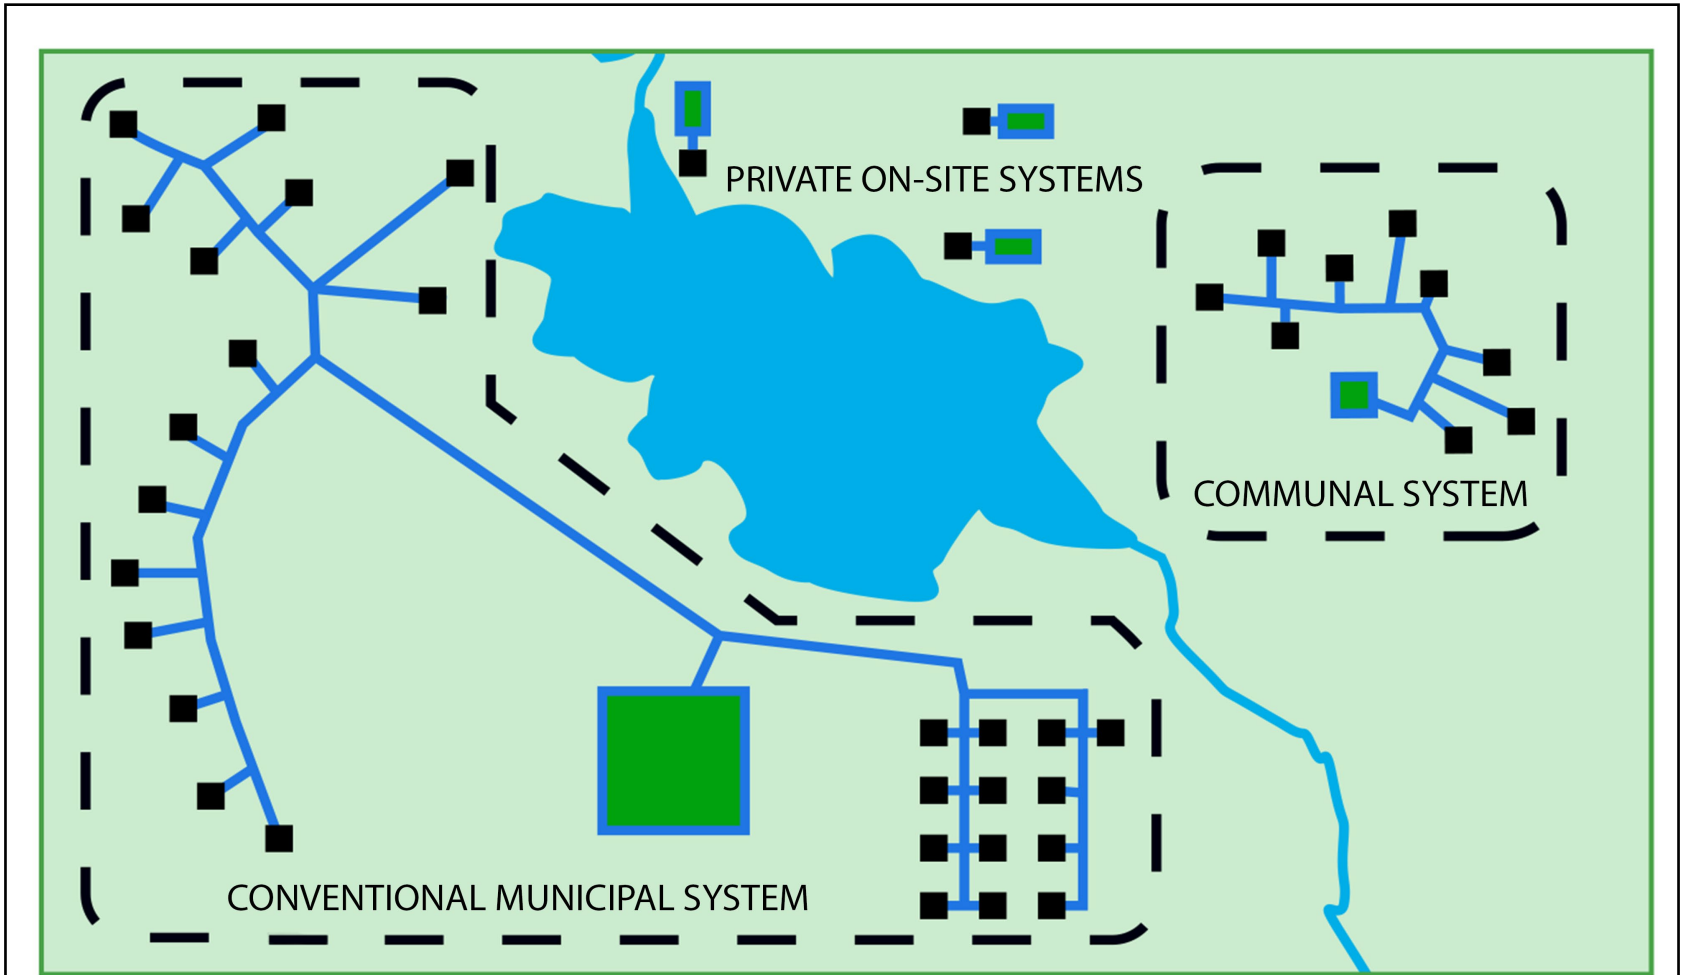 PRIVATE ON-SITE SYSTEMS
COMMUNAL SYSTEM
CONVENTIONAL MUNICIPAL SYSTEM